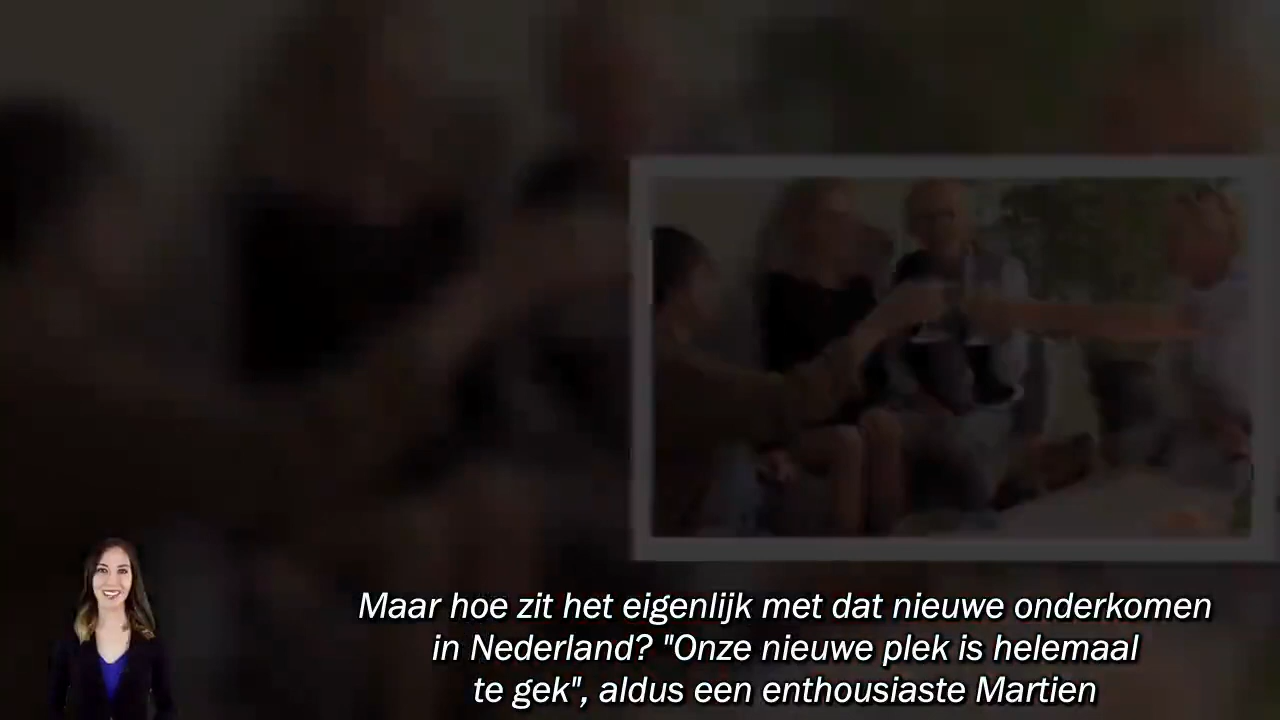 Maar hoe zit het eigenlijk met dat nieuwe onderkomen
in Nederland? "Onze nieuwe plek is helemaal
te gek", aldus een enthousiaste Martien